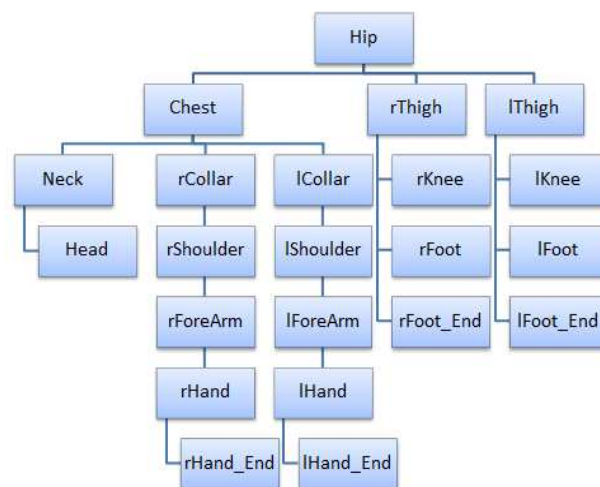 Hip
Chest rThigh lThigh
Neck rCollar lCollar rKnee lKnee
Head rShoulder lShoulder rFoot lFoot
rForeArm lForeArm rFoot_End lFoot_End
rHand lHand
rHand_End lHand_End